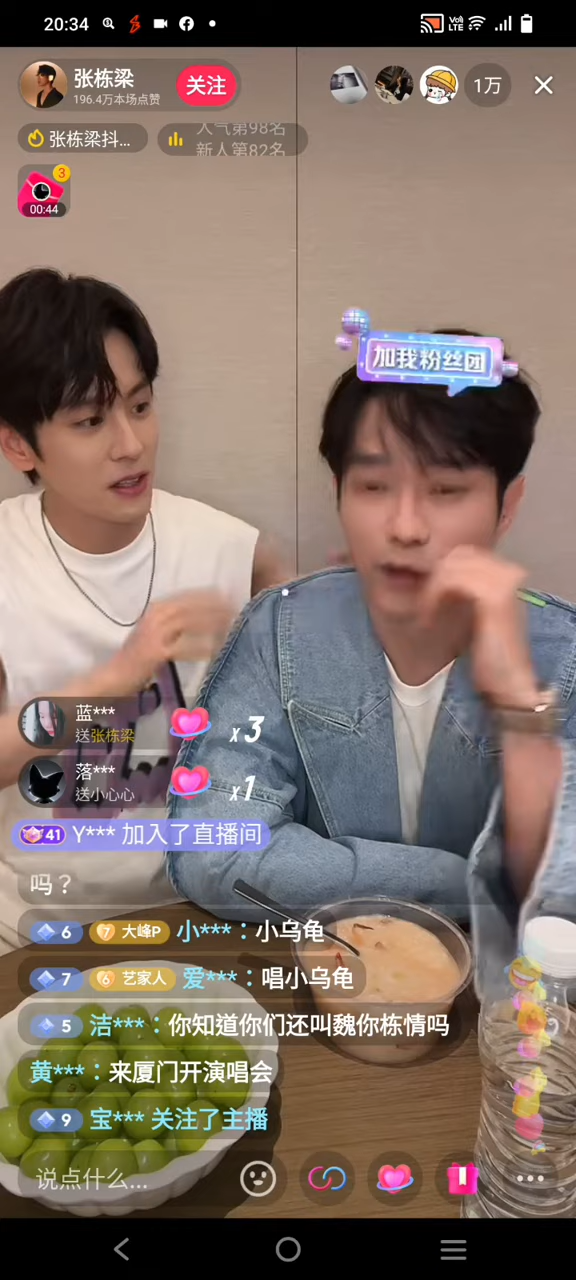 20:34
Voli LTE
张栋梁
196.4万本场点赞
关注
1万
张栋梁抖...
人气第98名
新人第82名
3
00:44
加我粉丝团
蓝***
送张栋梁
x3
落***
送小心心
x1
41 Y*** 加入了直播间
吗？
6 7 大峰P 小***：小乌龟
7 6 艺家人 爱***：唱小乌龟
5 洁***：你知道你们还叫魏你栋情吗
黄***：来厦门开演唱会
9 宝*** 关注了主播
说点什么...